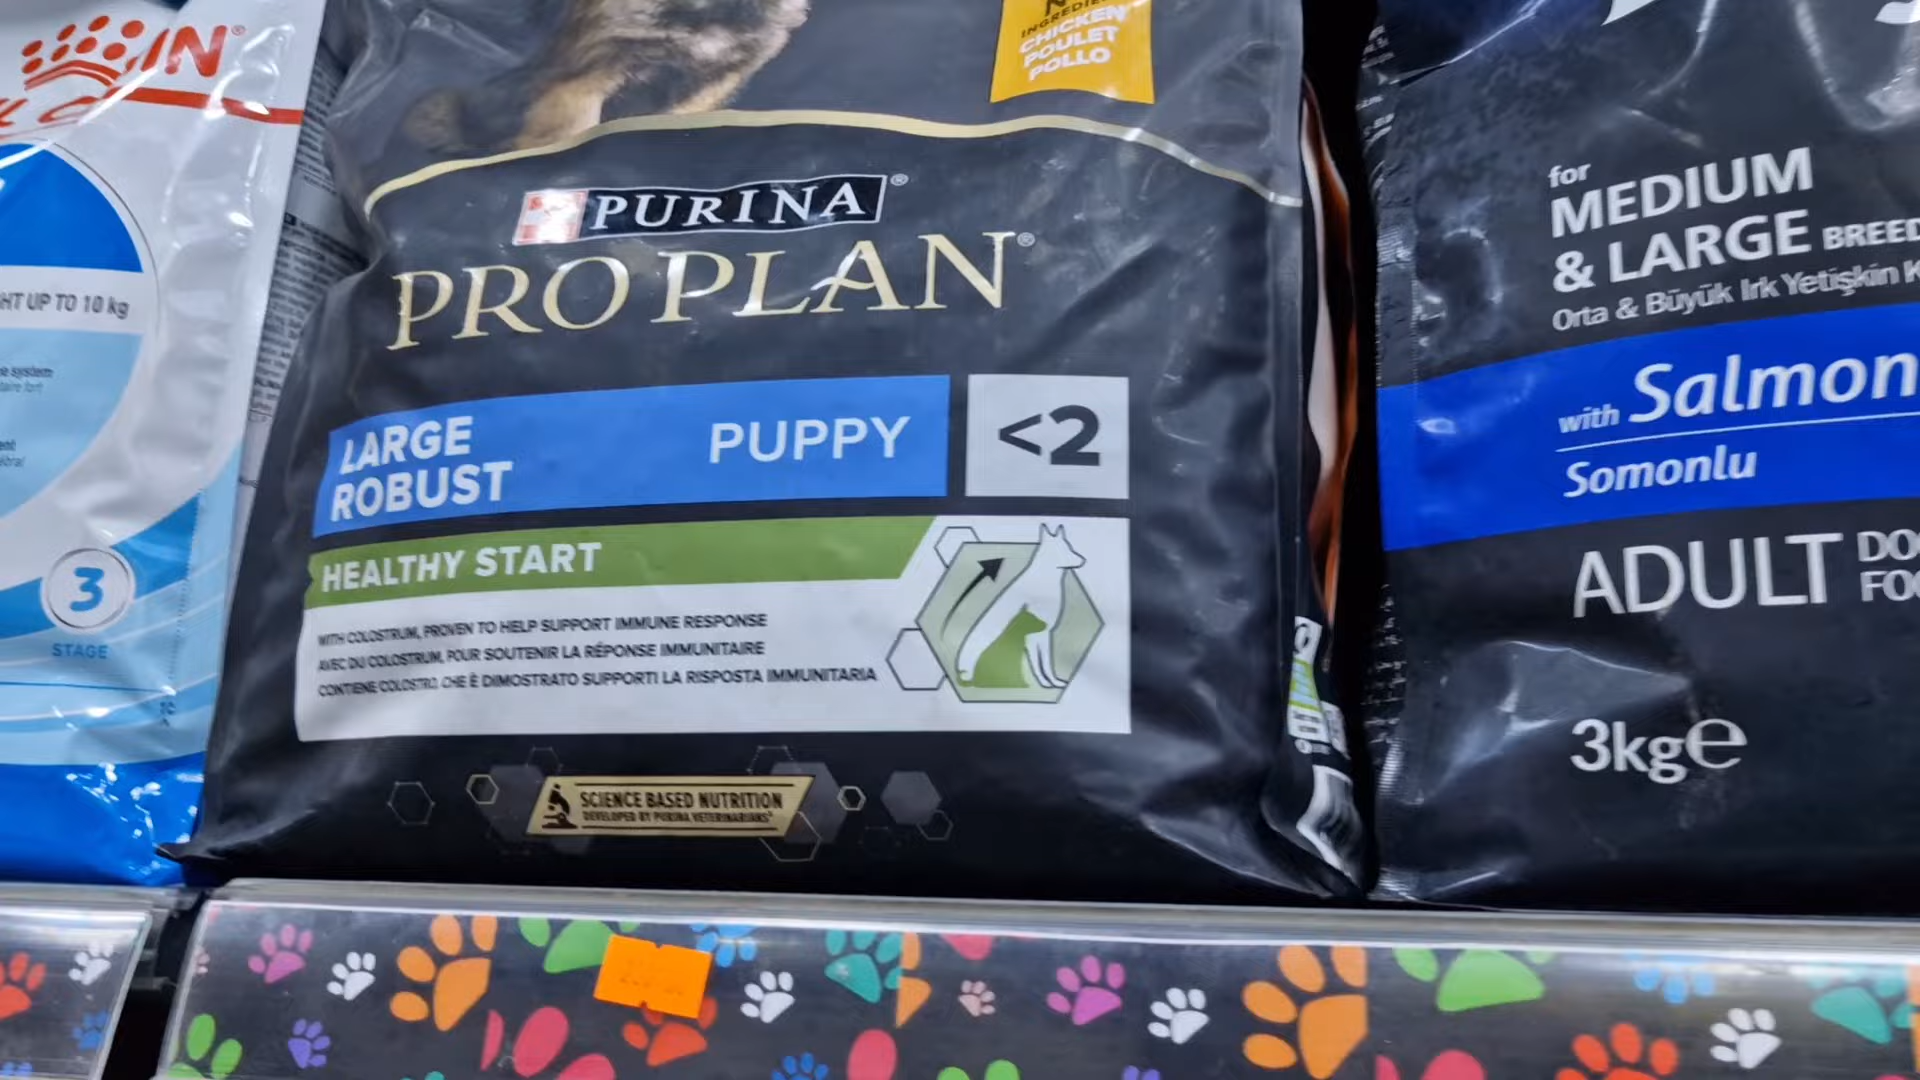 IN®
HT UP TO 10 kg
3
STAGE
CHICKEN
POULET
POLLO
PURINA®
PRO PLAN®
LARGE
ROBUST
PUPPY
<2
HEALTHY START
WITH COLOSTRUM, PROVEN TO HELP SUPPORT IMMUNE RESPONSE
AVEC DU COLOSTRUM, POUR SOUTENIR LA RÉPONSE IMMUNITAIRE
CONTIENE COLOSTRO, CHE È DIMOSTRATO SUPPORTI LA RISPOSTA IMMUNITARIA
SCIENCE BASED NUTRITION
DEVELOPED BY PURINA VETERINARIANS
for
MEDIUM
& LARGE BREED
Orta & Büyük Irk Yetişkin K
with Salmon
Somonlu
ADULT
3kg℮